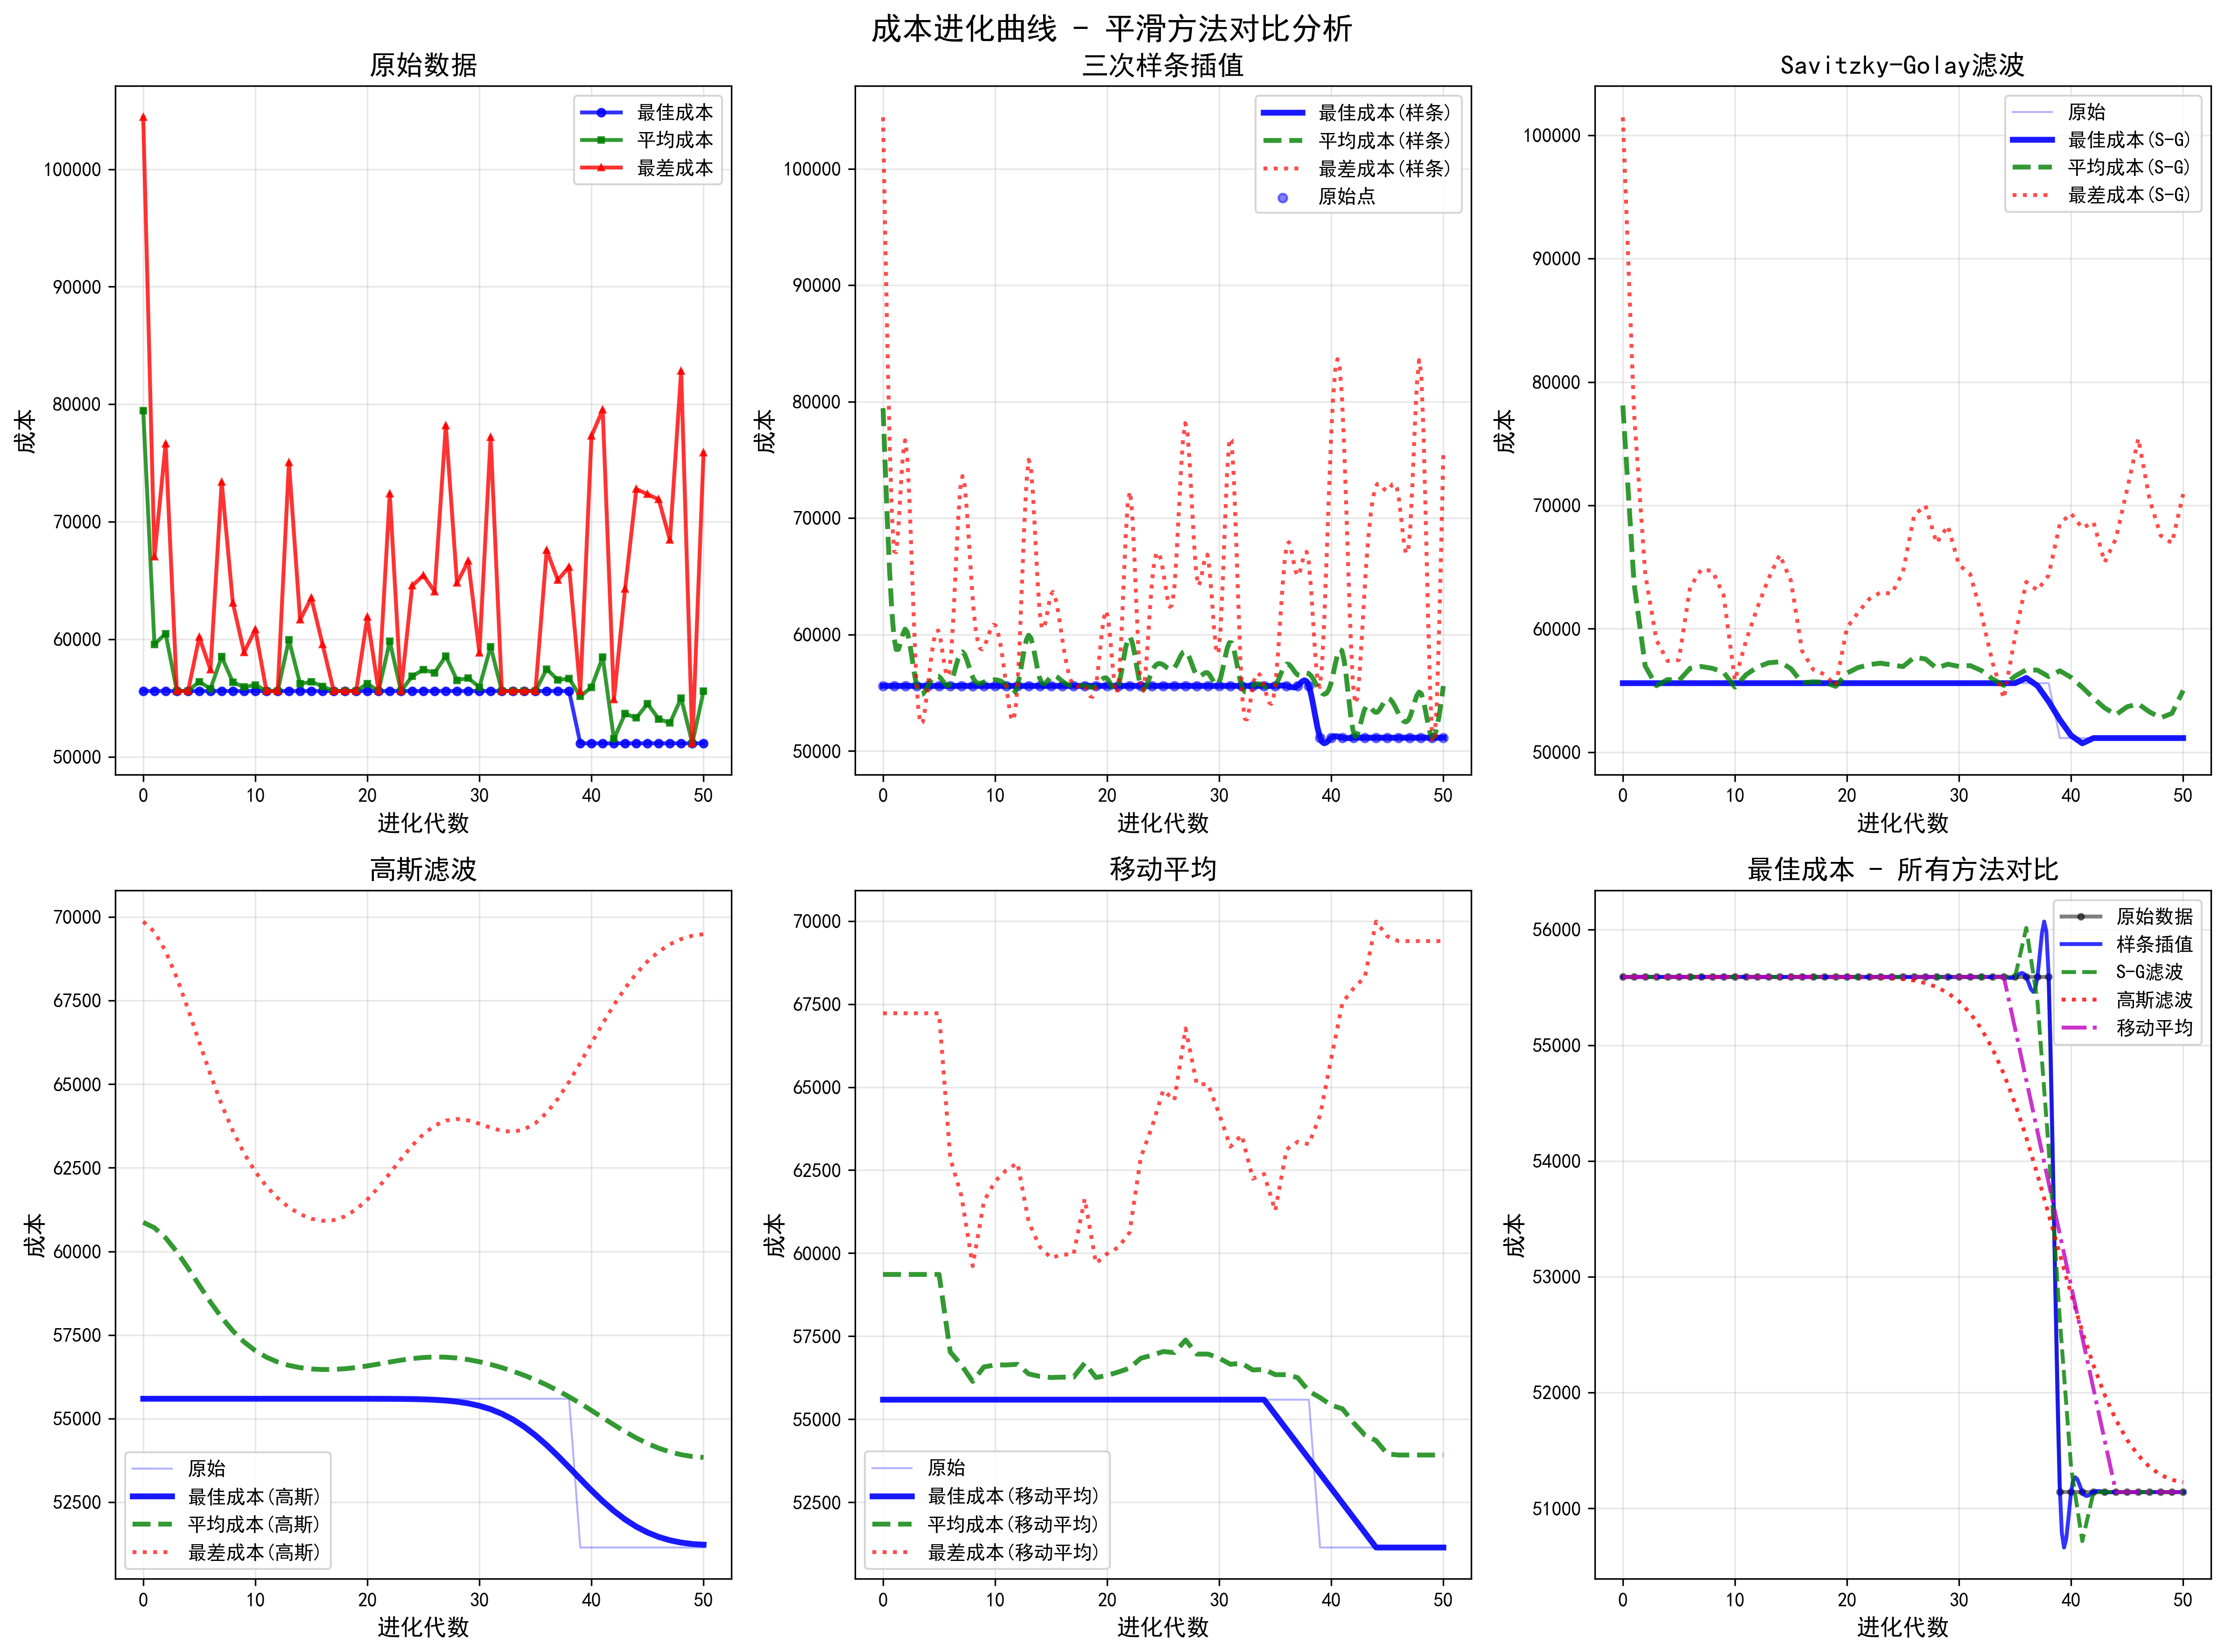 成本进化曲线 - 平滑方法对比分析
原始数据
最佳成本
平均成本
最差成本
成本
100000
90000
80000
70000
60000
50000
0 10 20 30 40 50
进化代数
三次样条插值
最佳成本(样条)
平均成本(样条)
最差成本(样条)
原始点
成本
100000
90000
80000
70000
60000
50000
0 10 20 30 40 50
进化代数
Savitzky-Golay滤波
原始
最佳成本(S-G)
平均成本(S-G)
最差成本(S-G)
成本
100000
90000
80000
70000
60000
50000
0 10 20 30 40 50
进化代数
高斯滤波
成本
70000
67500
65000
62500
60000
57500
55000
52500
原始
最佳成本(高斯)
平均成本(高斯)
最差成本(高斯)
0 10 20 30 40 50
进化代数
移动平均
成本
70000
67500
65000
62500
60000
57500
55000
52500
原始
最佳成本(移动平均)
平均成本(移动平均)
最差成本(移动平均)
0 10 20 30 40 50
进化代数
最佳成本 - 所有方法对比
原始数据
样条插值
S-G滤波
高斯滤波
移动平均
成本
56000
55000
54000
53000
52000
51000
0 10 20 30 40 50
进化代数